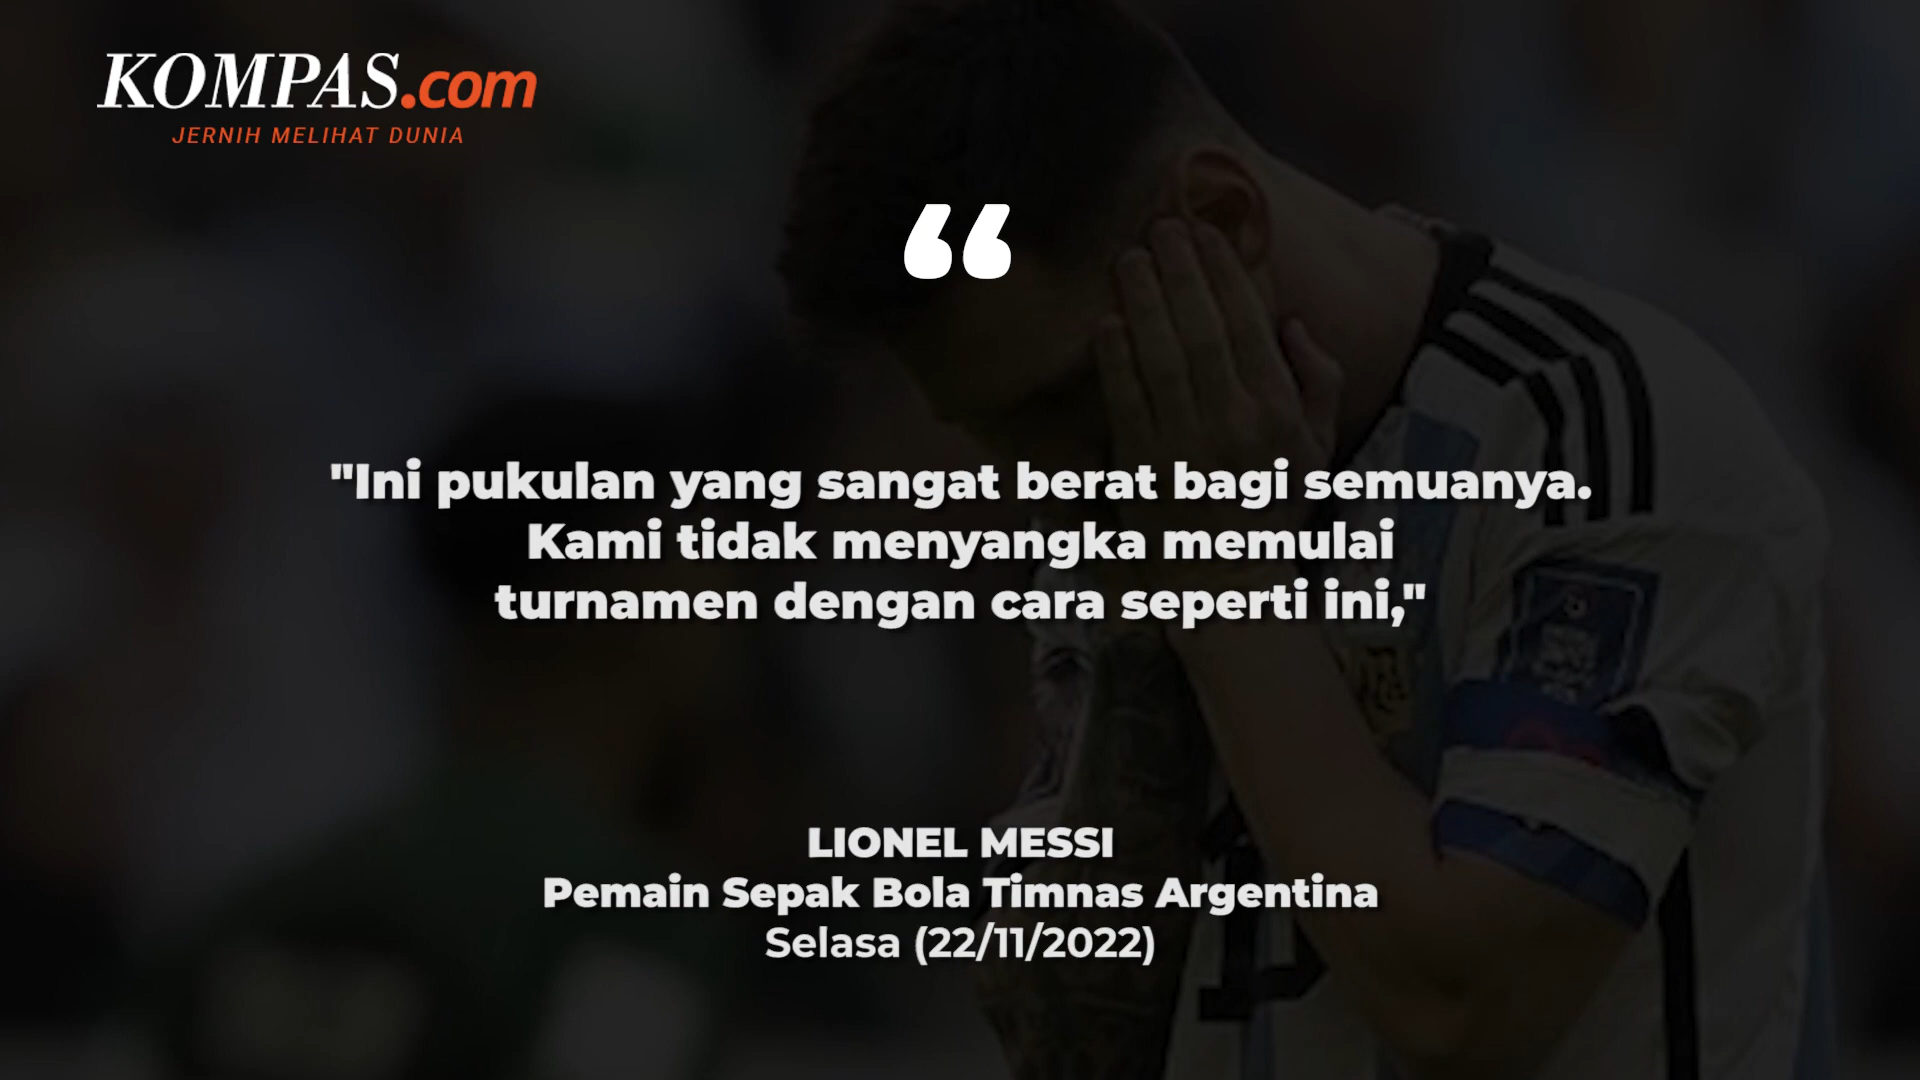 KOMPAS.com
JERNIH MELIHAT DUNIA
“
"Ini pukulan yang sangat berat bagi semuanya.
Kami tidak menyangka memulai
turnamen dengan cara seperti ini,"
LIONEL MESSI
Pemain Sepak Bola Timnas Argentina
Selasa (22/11/2022)